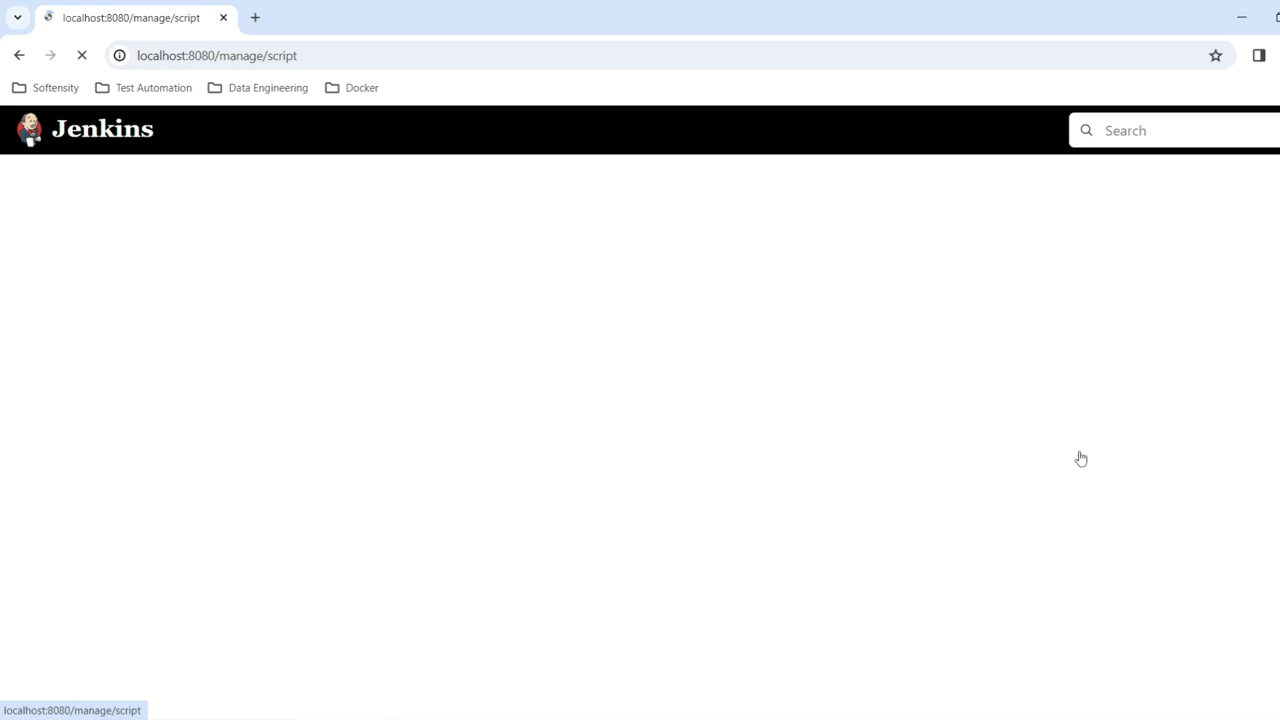 localhost:8080/manage/script
localhost:8080/manage/script
Softensity Test Automation Data Engineering Docker
Jenkins Search
localhost:8080/manage/script